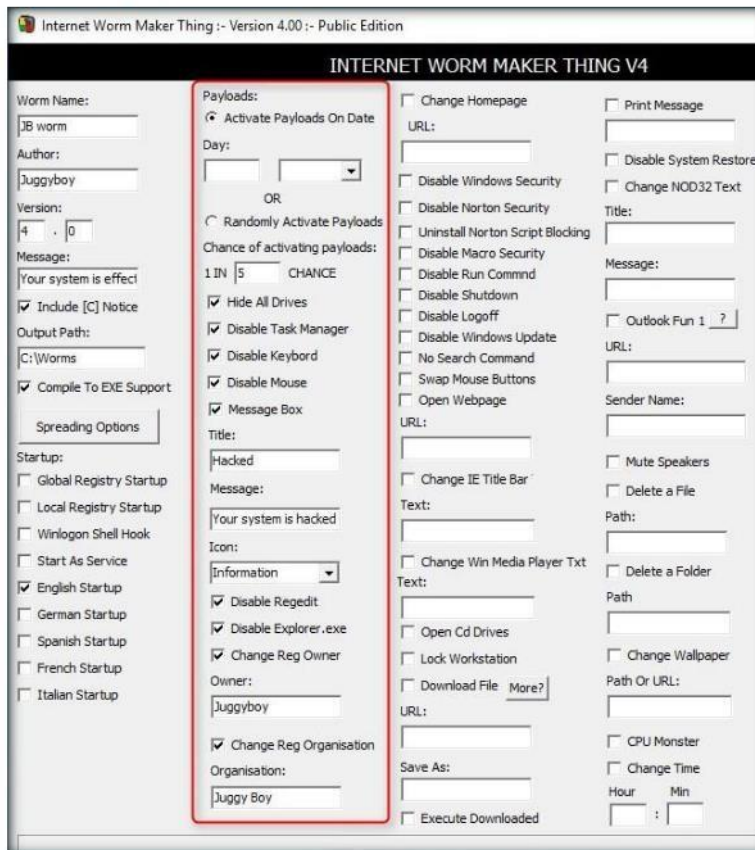 Internet Worm Maker Thing :- Version 4.00 :- Public Edition
INTERNET WORM MAKER THING V4
Worm Name:
JB worm
Author:
Juggyboy
Version:
4 . 0
Message:
Your system is effect
Include [C] Notice
Output Path:
C:\Worms
Compile To EXE Support
Spreading Options
Startup:
Global Registry Startup
Local Registry Startup
Winlogon Shell Hook
Start As Service
English Startup
German Startup
Spanish Startup
French Startup
Italian Startup
Payloads:
Activate Payloads On Date
Day:
OR
Randomly Activate Payloads
Chance of activating payloads:
1 IN 5 CHANCE
Hide All Drives
Disable Task Manager
Disable Keybord
Disable Mouse
Message Box
Title:
Hacked
Message:
Your system is hacked
Icon:
Information
Disable Regedit
Disable Explorer.exe
Change Reg Owner
Owner:
Juggyboy
Change Reg Organisation
Organisation:
Juggy Boy
Change Homepage
URL:
Disable Windows Security
Disable Norton Security
Uninstall Norton Script Blocking
Disable Macro Security
Disable Run Commnd
Disable Shutdown
Disable Logoff
Disable Windows Update
No Search Command
Swap Mouse Buttons
Open Webpage
URL:
Change IE Title Bar
Text:
Change Win Media Player Txt
Text:
Open Cd Drives
Lock Workstation
Download File More?
URL:
Save As:
Execute Downloaded
Print Message
Disable System Restore
Change NOD32 Text
Title:
Message:
Outlook Fun 1 ?
URL:
Sender Name:
Mute Speakers
Delete a File
Path:
Delete a Folder
Path
Change Wallpaper
Path Or URL:
CPU Monster
Change Time
Hour Min
: